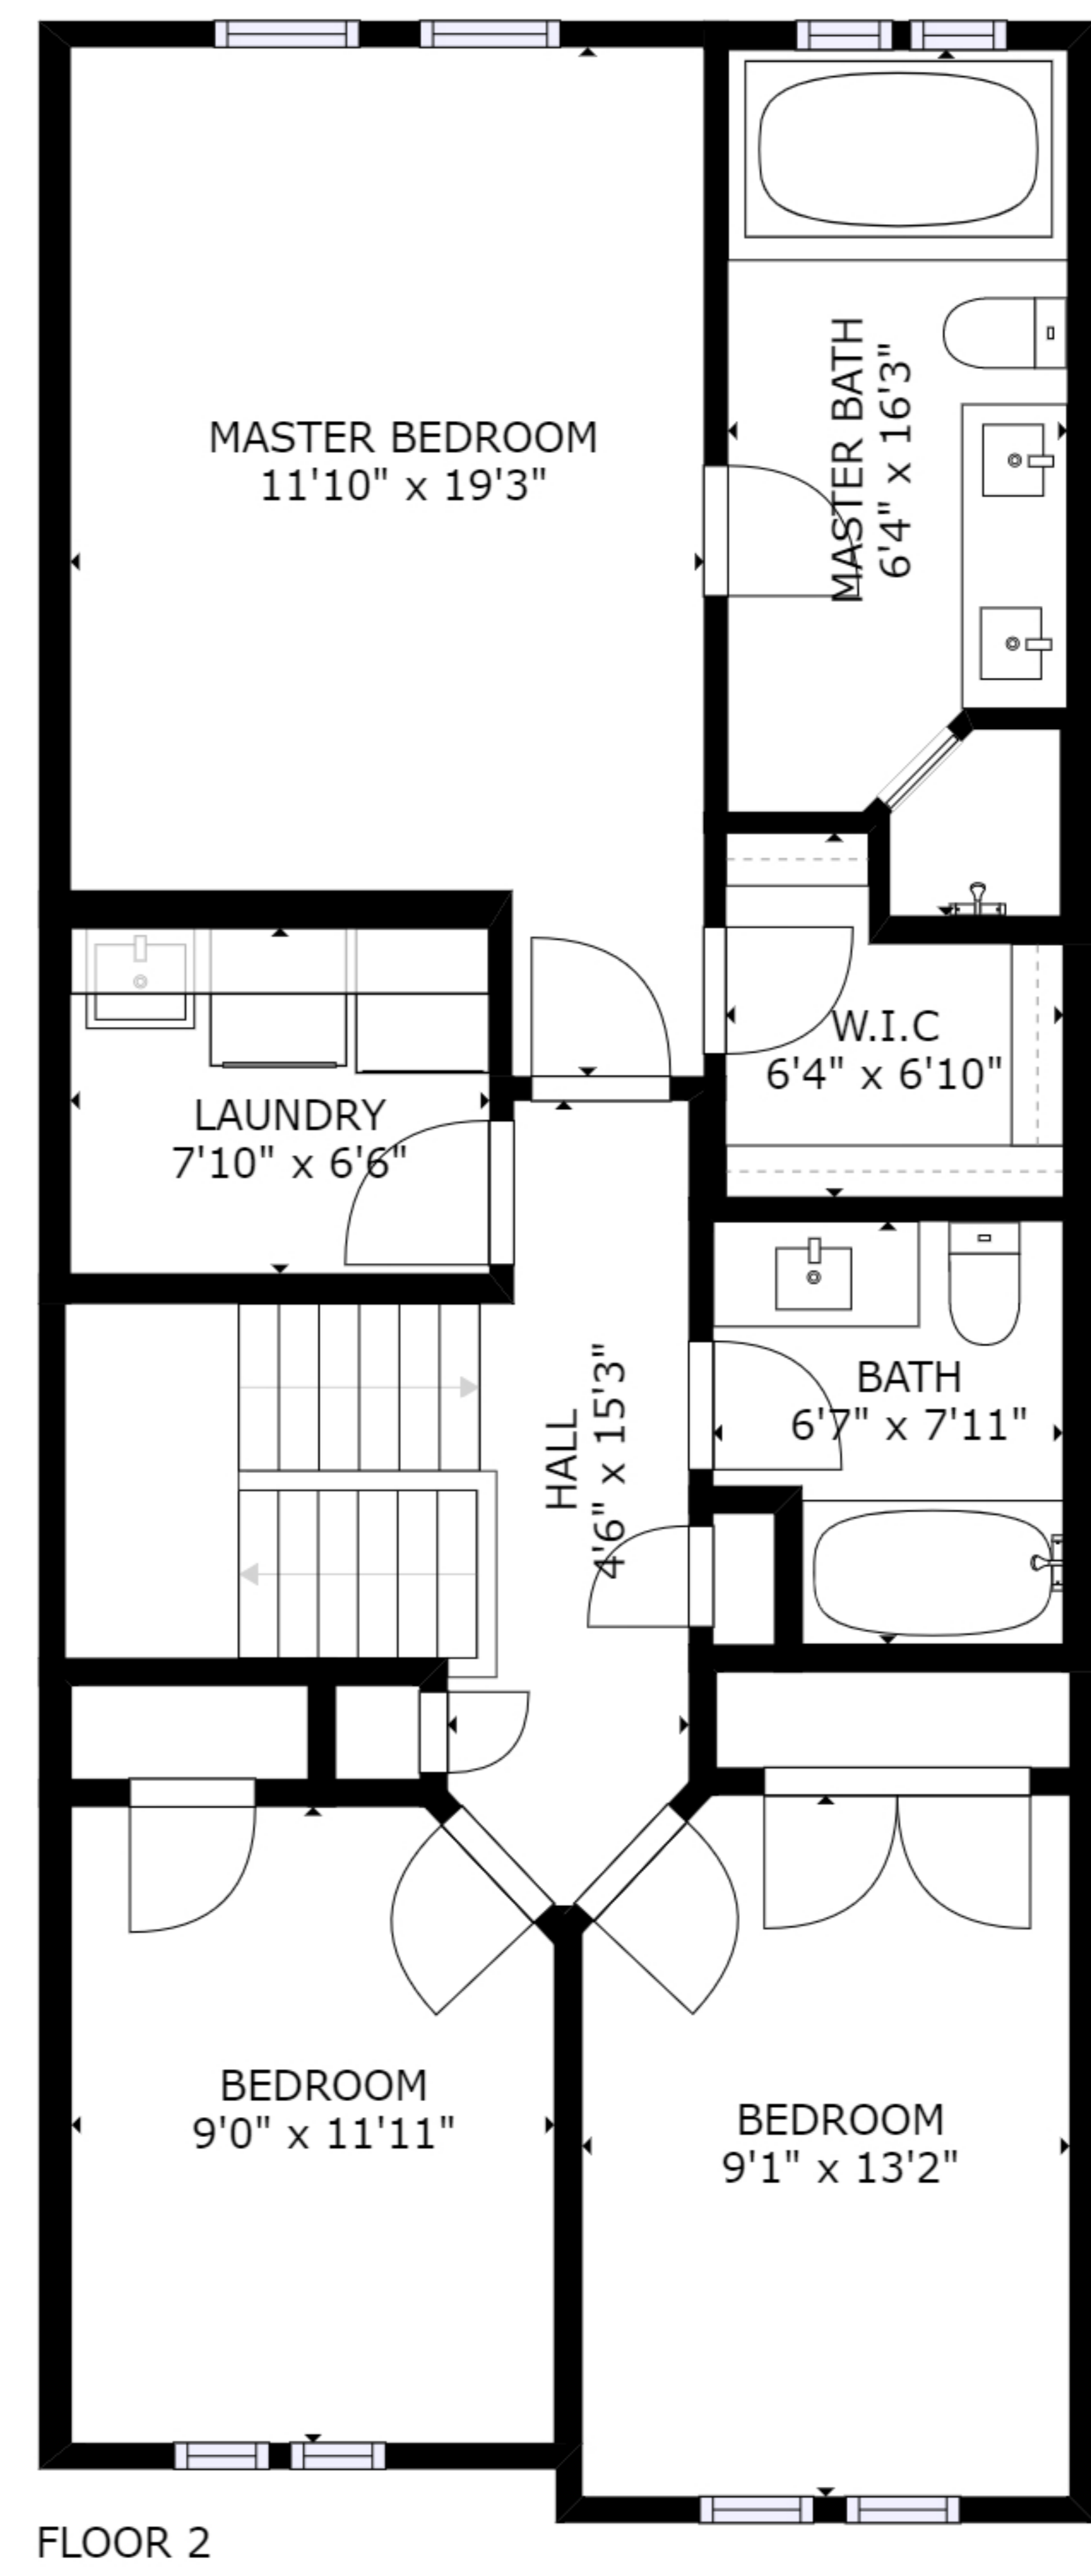 MASTER BEDROOM
11'10" x 19'3"
MASTER BATH
6'4" x 16'3"
W.I.C
6'4" x 6'10"
LAUNDRY
7'10" x 6'6"
HALL
4'6" x 15'3"
BATH
6'7" x 7'11"
BEDROOM
9'0" x 11'11"
BEDROOM
9'1" x 13'2"
FLOOR 2